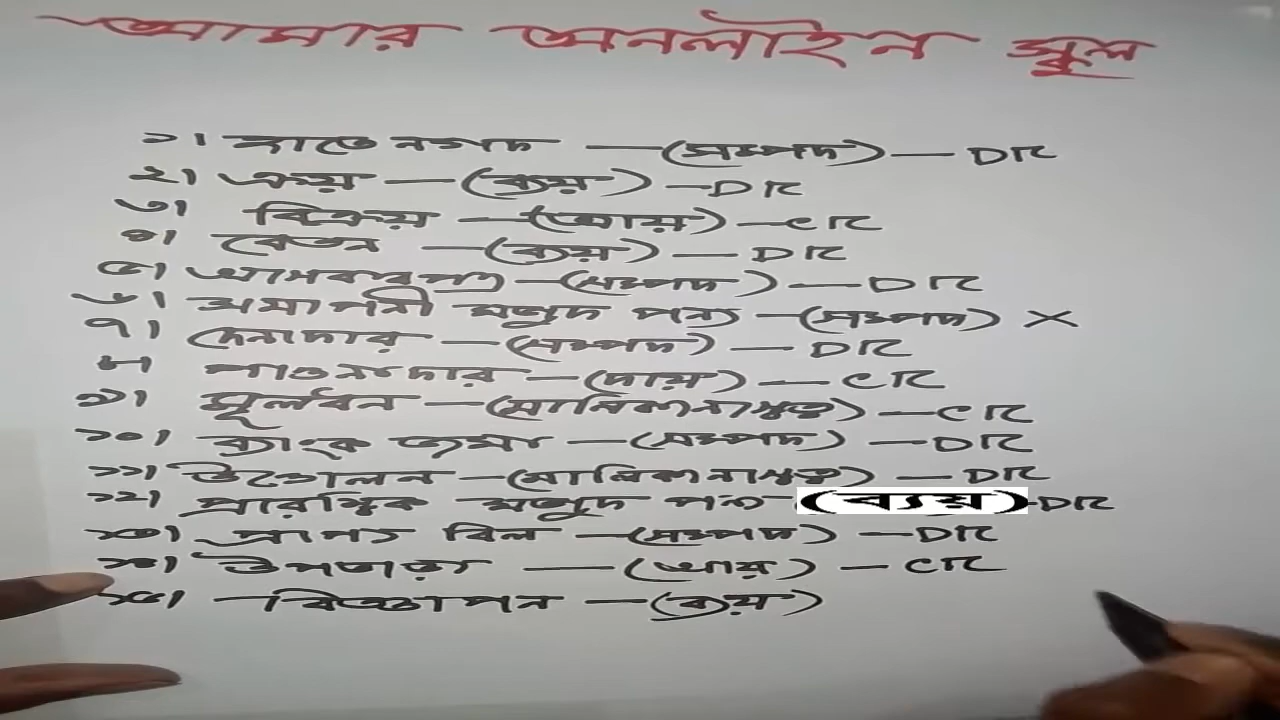 আমার অনলাইন স্কুল
১। হাতে নগদ — (সম্পদ) — DR
২। ক্রয় — (ব্যয়) — DR
৩। বিক্রয় — (আয়) — CR
৪। বেতন — (ব্যয়) — DR
৫। আসবাবপত্র — (সম্পদ) — DR
৬। সমাপনী মজুদ পন্য — (সম্পদ) ×
৭। দেনাদার — (সম্পদ) — DR
৮। পাওনাদার — (দায়) — CR
৯। মূলধন — (মালিকানাস্বত্ব) — CR
১০। ব্যাংক জমা — (সম্পদ) — DR
১১। উত্তোলন — (মালিকানাস্বত্ব) — DR
১২। প্রারম্ভিক মজুদ পন্য (ব্যয়) - DR
১৩। প্রাপ্য বিল — (সম্পদ) — DR
১৪। উপভাড়া — (আয়) — CR
১৫। বিজ্ঞাপন — (ব্যয়)